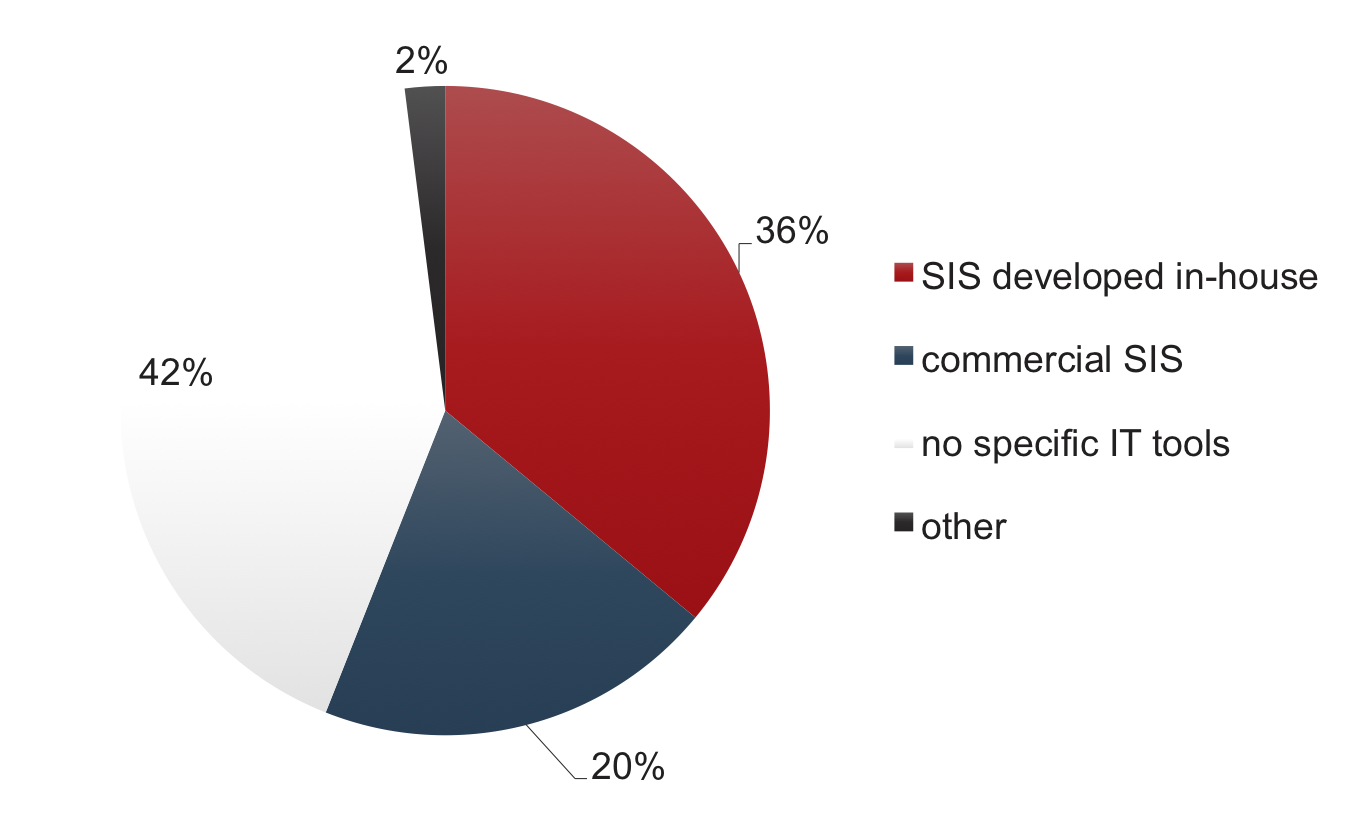 2%
36%
42%
20%
SIS developed in-house
commercial SIS
no specific IT tools
other